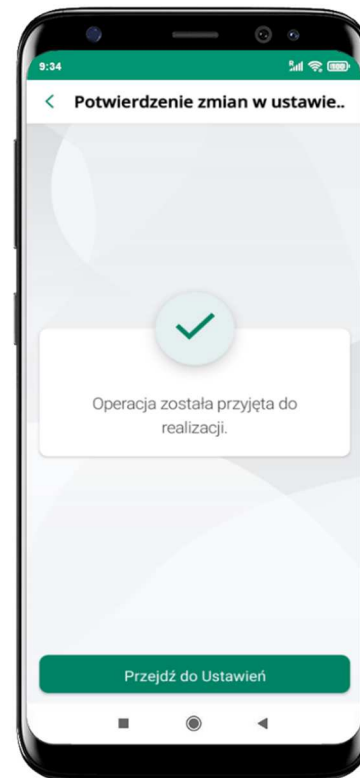 9:34
Potwierdzenie zmian w ustawie..
Operacja została przyjęta do
realizacji.
Przejdź do Ustawień